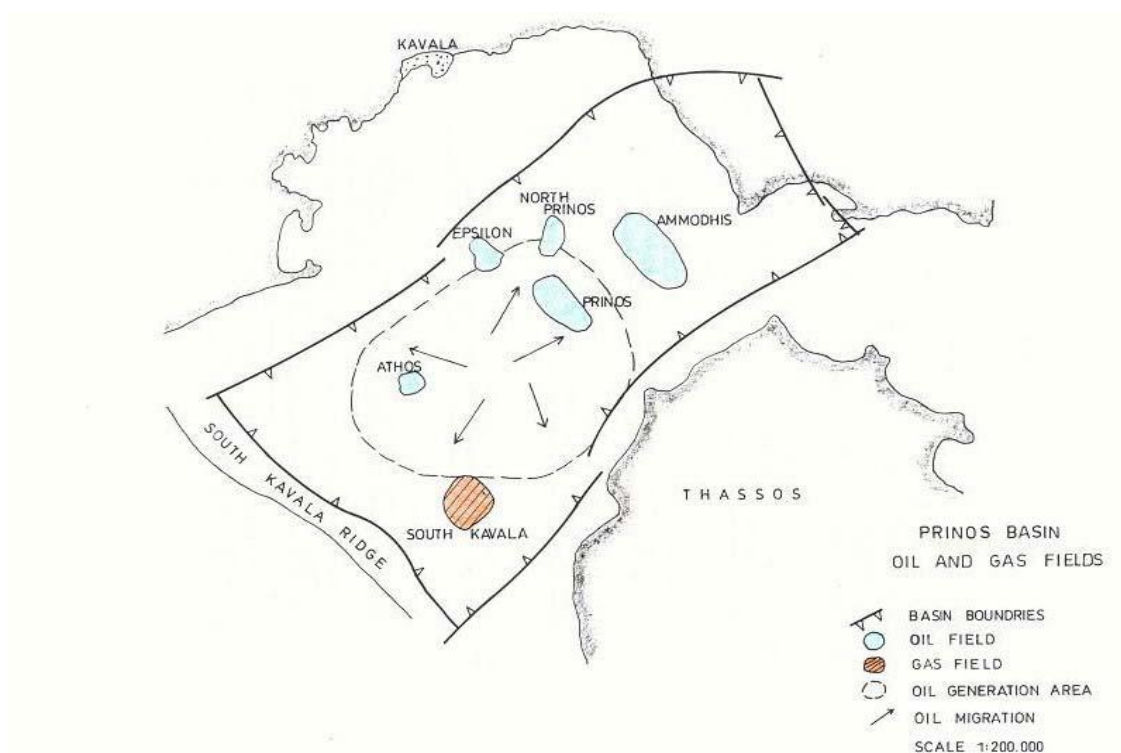 KAVALA
NORTH
PRINOS
EPSILON
AMMODHIS
PRINOS
ATHOS
SOUTH KAVALA RIDGE
SOUTH KAVALA
THASSOS
PRINOS BASIN
OIL AND GAS FIELDS
BASIN BOUNDRIES
OIL FIELD
GAS FIELD
OIL GENERATION AREA
OIL MIGRATION
SCALE 1:200.000